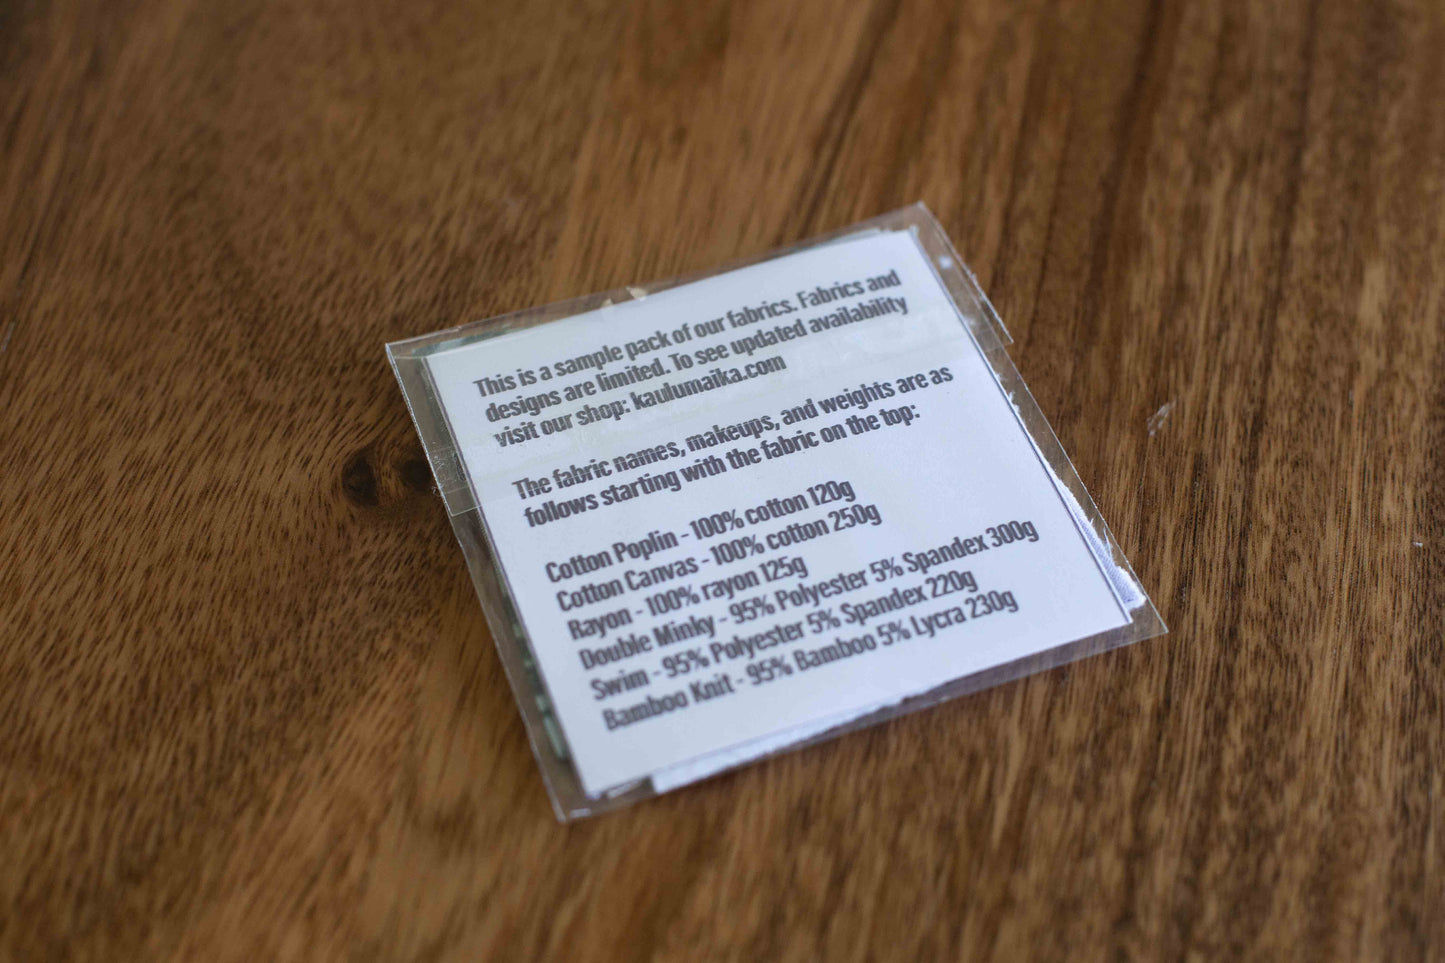 This is a sample pack of our fabrics. Fabrics and
designs are limited. To see updated availability
visit our shop: kaulumaika.com
The fabric names, makeups, and weights are as
follows starting with the fabric on the top:
Cotton Poplin - 100% cotton 120g
Cotton Canvas - 100% cotton 250g
Rayon - 100% rayon 125g
Double Minky - 95% Polyester 5% Spandex 300g
Swim - 95% Polyester 5% Spandex 220g
Bamboo Knit - 95% Bamboo 5% Lycra 230g